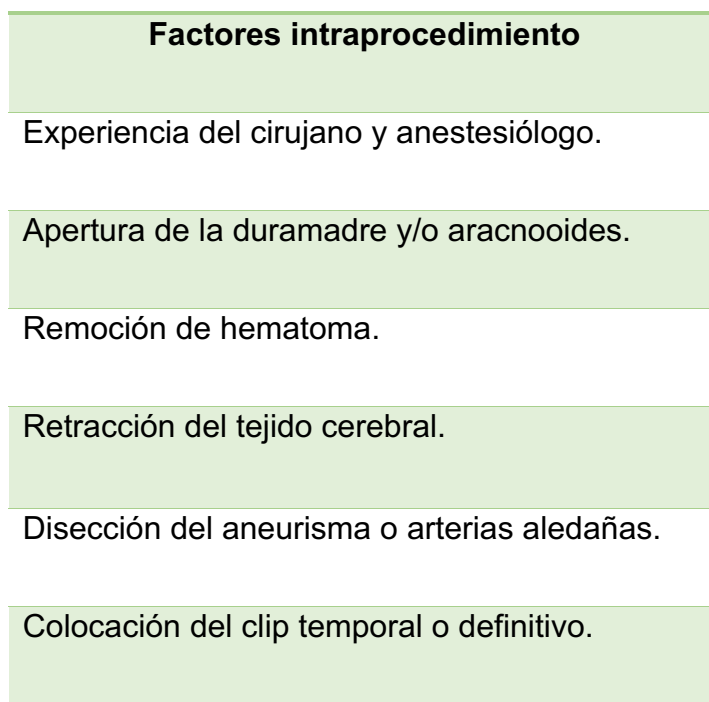 Factores intraprocedimiento
Experiencia del cirujano y anestesiólogo.
Apertura de la duramadre y/o aracnooides.
Remoción de hematoma.
Retracción del tejido cerebral.
Disección del aneurisma o arterias aledañas.
Colocación del clip temporal o definitivo.